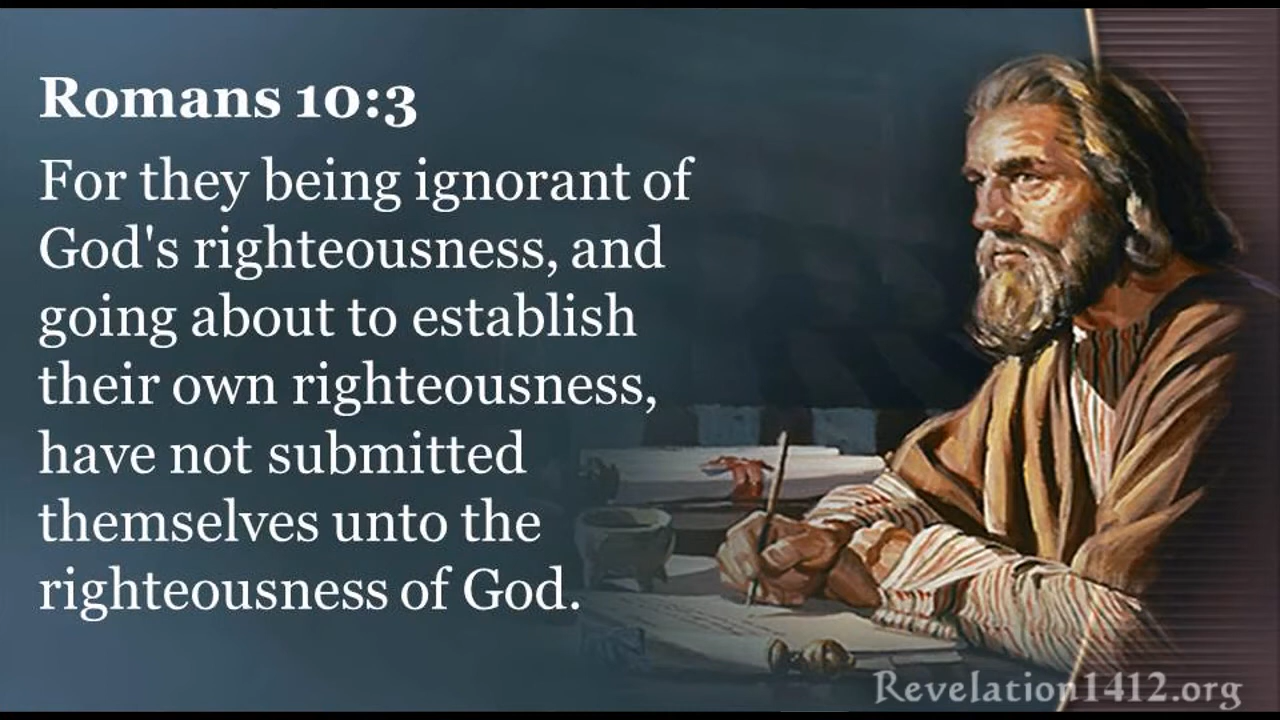 Romans 10:3
For they being ignorant of
God's righteousness, and
going about to establish
their own righteousness,
have not submitted
themselves unto the
righteousness of God.
Revelation1412.org